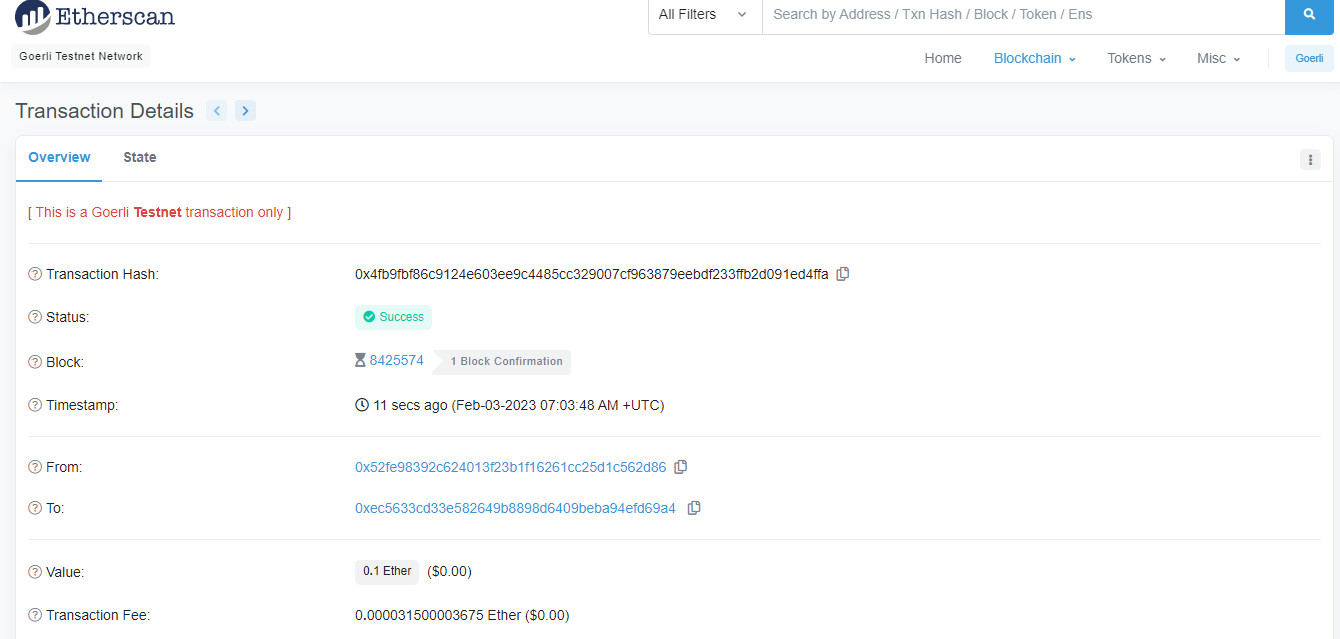 Etherscan
All Filters Search by Address / Txn Hash / Block / Token / Ens
Goerli Testnet Network
Home Blockchain Tokens Misc Goerli
Transaction Details
Overview State
[ This is a Goerli Testnet transaction only ]
Transaction Hash: 0x4fb9fbf86c9124e603ee9c4485cc329007cf963879eebdf233ffb2d091ed4ffa
Status: Success
Block: 8425574 1 Block Confirmation
Timestamp: 11 secs ago (Feb-03-2023 07:03:48 AM +UTC)
From: 0x52fe98392c624013f23b1f16261cc25d1c562d86
To: 0xec5633cd33e582649b8898d6409beba94efd69a4
Value: 0.1 Ether ($0.00)
Transaction Fee: 0.000031500003675 Ether ($0.00)